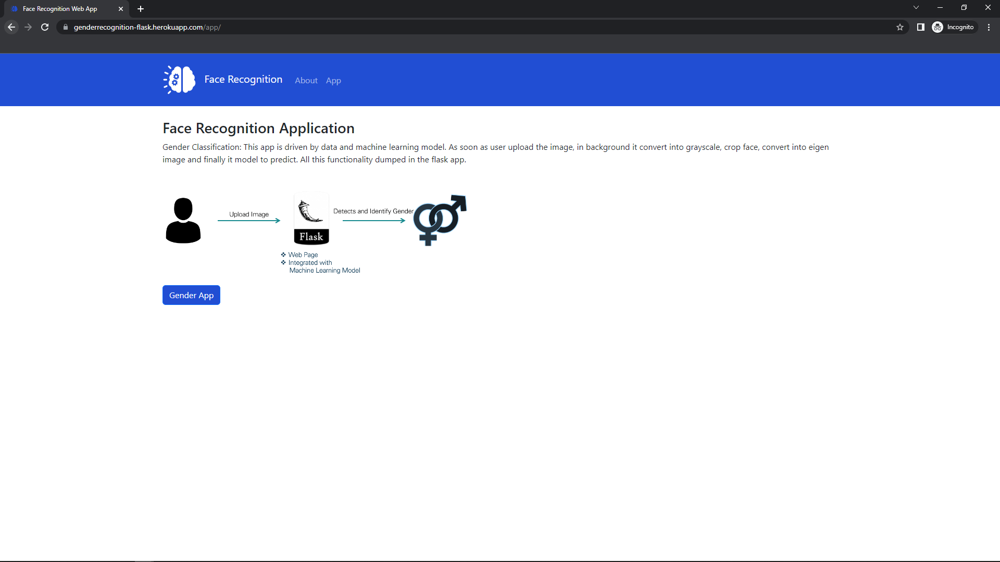 Face Recognition Web App
genderrecognition-flask.herokuapp.com/app/
Incognito
Face Recognition About App
Face Recognition Application
Gender Classification: This app is driven by data and machine learning model. As soon as user upload the image, in background it convert into grayscale, crop face, convert into eigen
image and finally it model to predict. All this functionality dumped in the flask app.
Upload Image
Detects and Identify Gender
Flask
❖ Web Page
❖ Integrated with
Machine Learning Model
Gender App